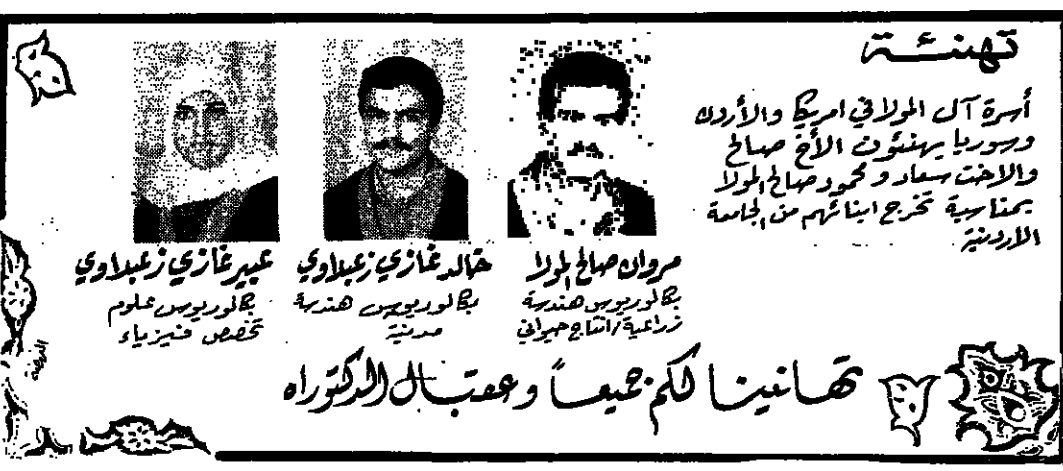 تهنئة
أسرة آل المولا في امريكا والأردن
وسوريا يهنئون الأخ صالح
والاخت سعاد و محمود صالح المولا
بمناسبة تخرج ابنائهم من الجامعة
الأردنية
مروان صالح المولا
بكالوريوس هندسة
زراعية / انتاج حيواني
خالد غازي زعبلاوي
بكالوريوس هندسة
مدنية
عبير غازي زعبلاوي
بكالوريوس علوم
تخصص فيزياء
تهانينا لكم جميعاً وعقبال الدكتوراه